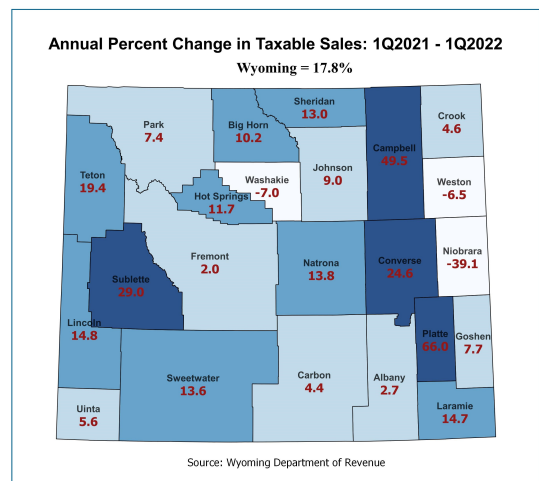 Annual Percent Change in Taxable Sales: 1Q2021 - 1Q2022
Wyoming = 17.8%
Park
7.4
Big Horn
10.2
Sheridan
13.0
Campbell
49.5
Crook
4.6
Teton
19.4
Hot Springs
11.7
Washakie
-7.0
Johnson
9.0
Weston
-6.5
Sublette
29.0
Fremont
2.0
Natrona
13.8
Converse
24.6
Niobrara
-39.1
Lincoln
14.8
Sweetwater
13.6
Carbon
4.4
Albany
2.7
Platte
66.0
Goshen
7.7
Uinta
5.6
Laramie
14.7
Source: Wyoming Department of Revenue